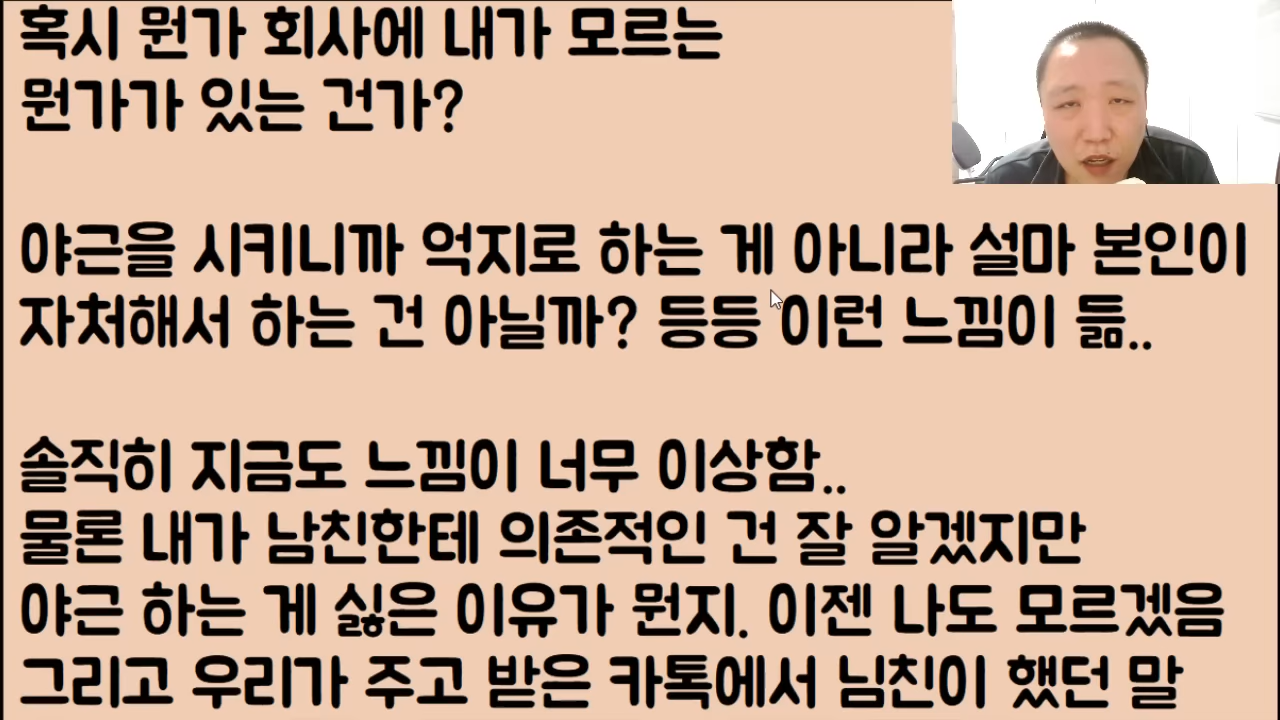 혹시 뭔가 회사에 내가 모르는
뭔가가 있는 건가?
야근을 시키니까 억지로 하는 게 아니라 설마 본인이
자처해서 하는 건 아닐까? 등등 이런 느낌이 듦..
솔직히 지금도 느낌이 너무 이상함..
물론 내가 남친한테 의존적인 건 잘 알겠지만
야근 하는 게 싫은 이유가 뭔지. 이젠 나도 모르겠음
그리고 우리가 주고 받은 카톡에서 님친이 했던 말